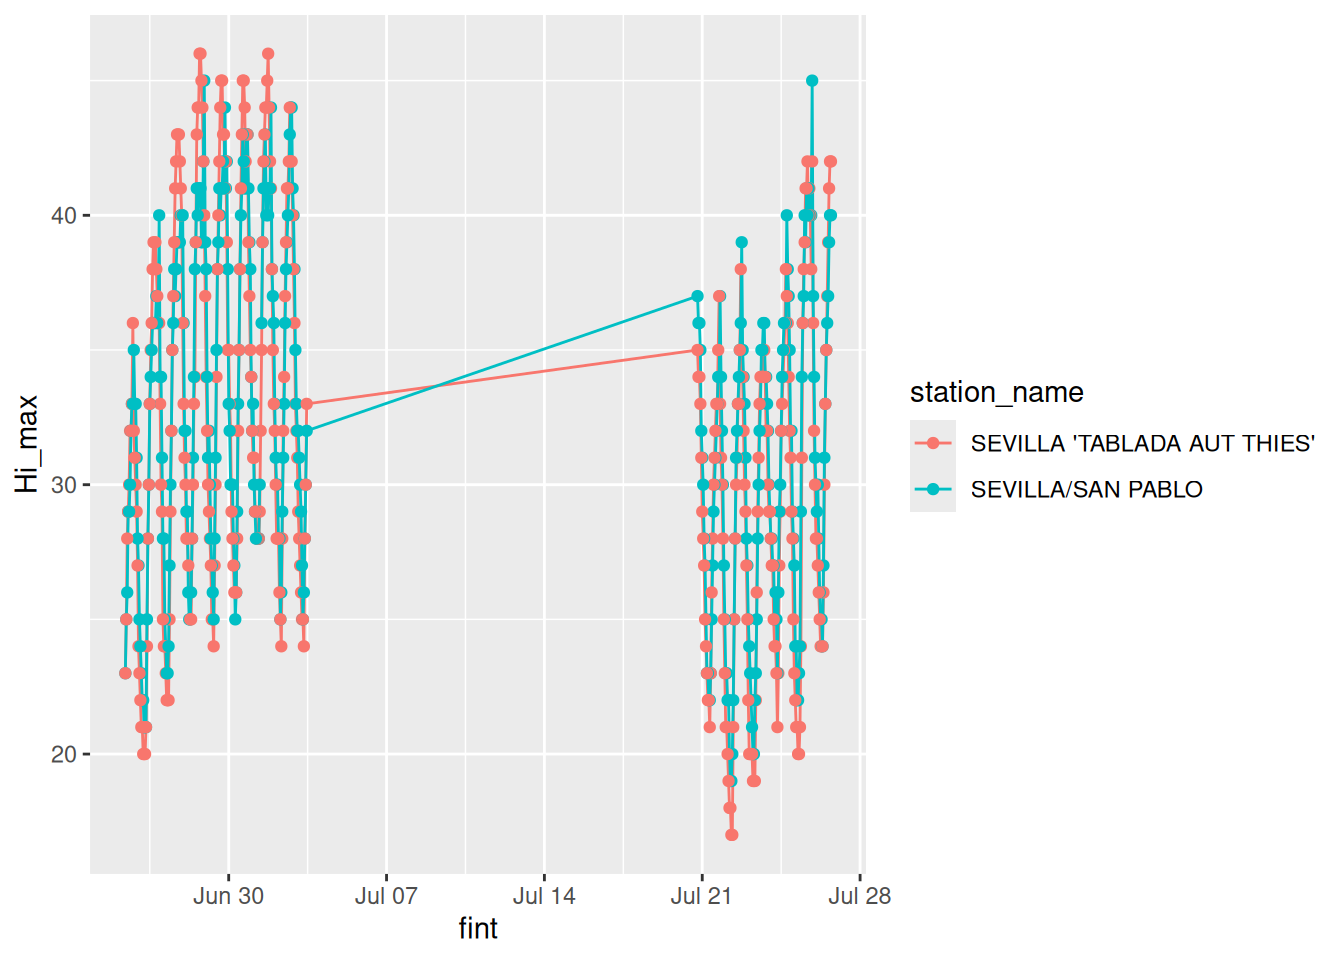 Hi_max
40
30
20
Jun 30
Jul 07
Jul 14
Jul 21
Jul 28
fint
station_name
SEVILLA 'TABLADA AUT THIES'
SEVILLA/SAN PABLO